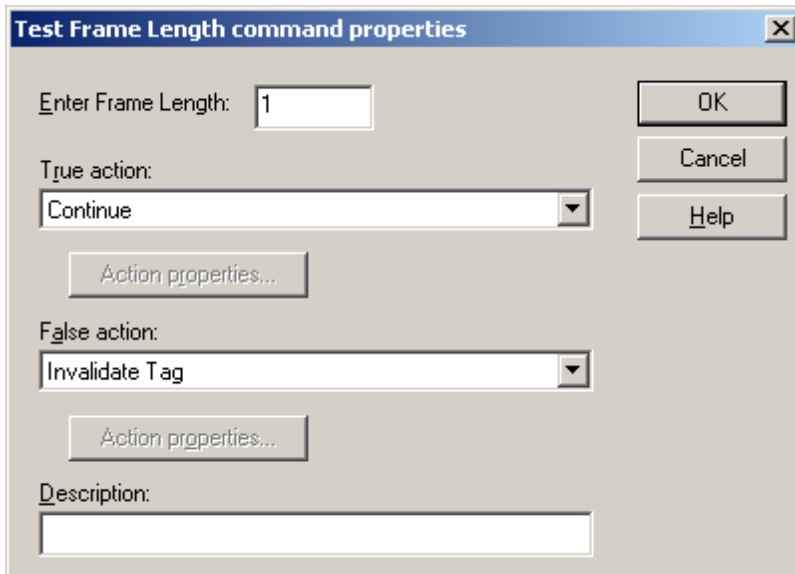 Test Frame Length command properties
Enter Frame Length: 1
OK
True action:
Cancel
Continue
Help
Action properties...
False action:
Invalidate Tag
Action properties...
Description: